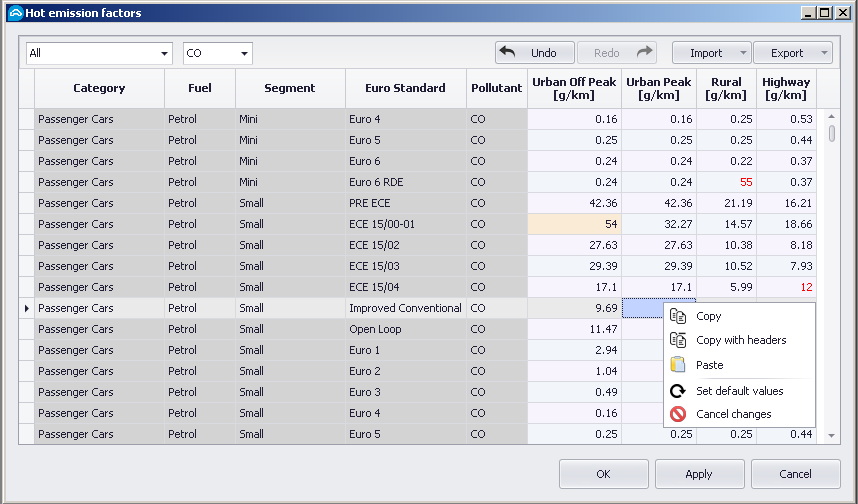 Hot emission factors
All CO Undo Redo Import Export
Category Fuel Segment Euro Standard Pollutant Urban Off Peak [g/km] Urban Peak [g/km] Rural [g/km] Highway [g/km]
Passenger Cars Petrol Mini Euro 4 CO 0.16 0.16 0.25 0.53
Passenger Cars Petrol Mini Euro 5 CO 0.25 0.25 0.25 0.44
Passenger Cars Petrol Mini Euro 6 CO 0.24 0.24 0.22 0.37
Passenger Cars Petrol Mini Euro 6 RDE CO 0.24 0.24 55 0.37
Passenger Cars Petrol Small PRE ECE CO 42.36 42.36 21.19 16.21
Passenger Cars Petrol Small ECE 15/00-01 CO 54 32.27 14.57 18.66
Passenger Cars Petrol Small ECE 15/02 CO 27.63 27.63 10.38 8.18
Passenger Cars Petrol Small ECE 15/03 CO 29.39 29.39 10.52 7.93
Passenger Cars Petrol Small ECE 15/04 CO 17.1 17.1 5.99 12
Passenger Cars Petrol Small Improved Conventional CO 9.69
Passenger Cars Petrol Small Open Loop CO 11.47
Passenger Cars Petrol Small Euro 1 CO 2.94
Passenger Cars Petrol Small Euro 2 CO 1.04
Passenger Cars Petrol Small Euro 3 CO 0.49
Passenger Cars Petrol Small Euro 4 CO 0.16
Passenger Cars Petrol Small Euro 5 CO 0.25 0.25 0.25 0.44
Copy
Copy with headers
Paste
Set default values
Cancel changes
OK Apply Cancel